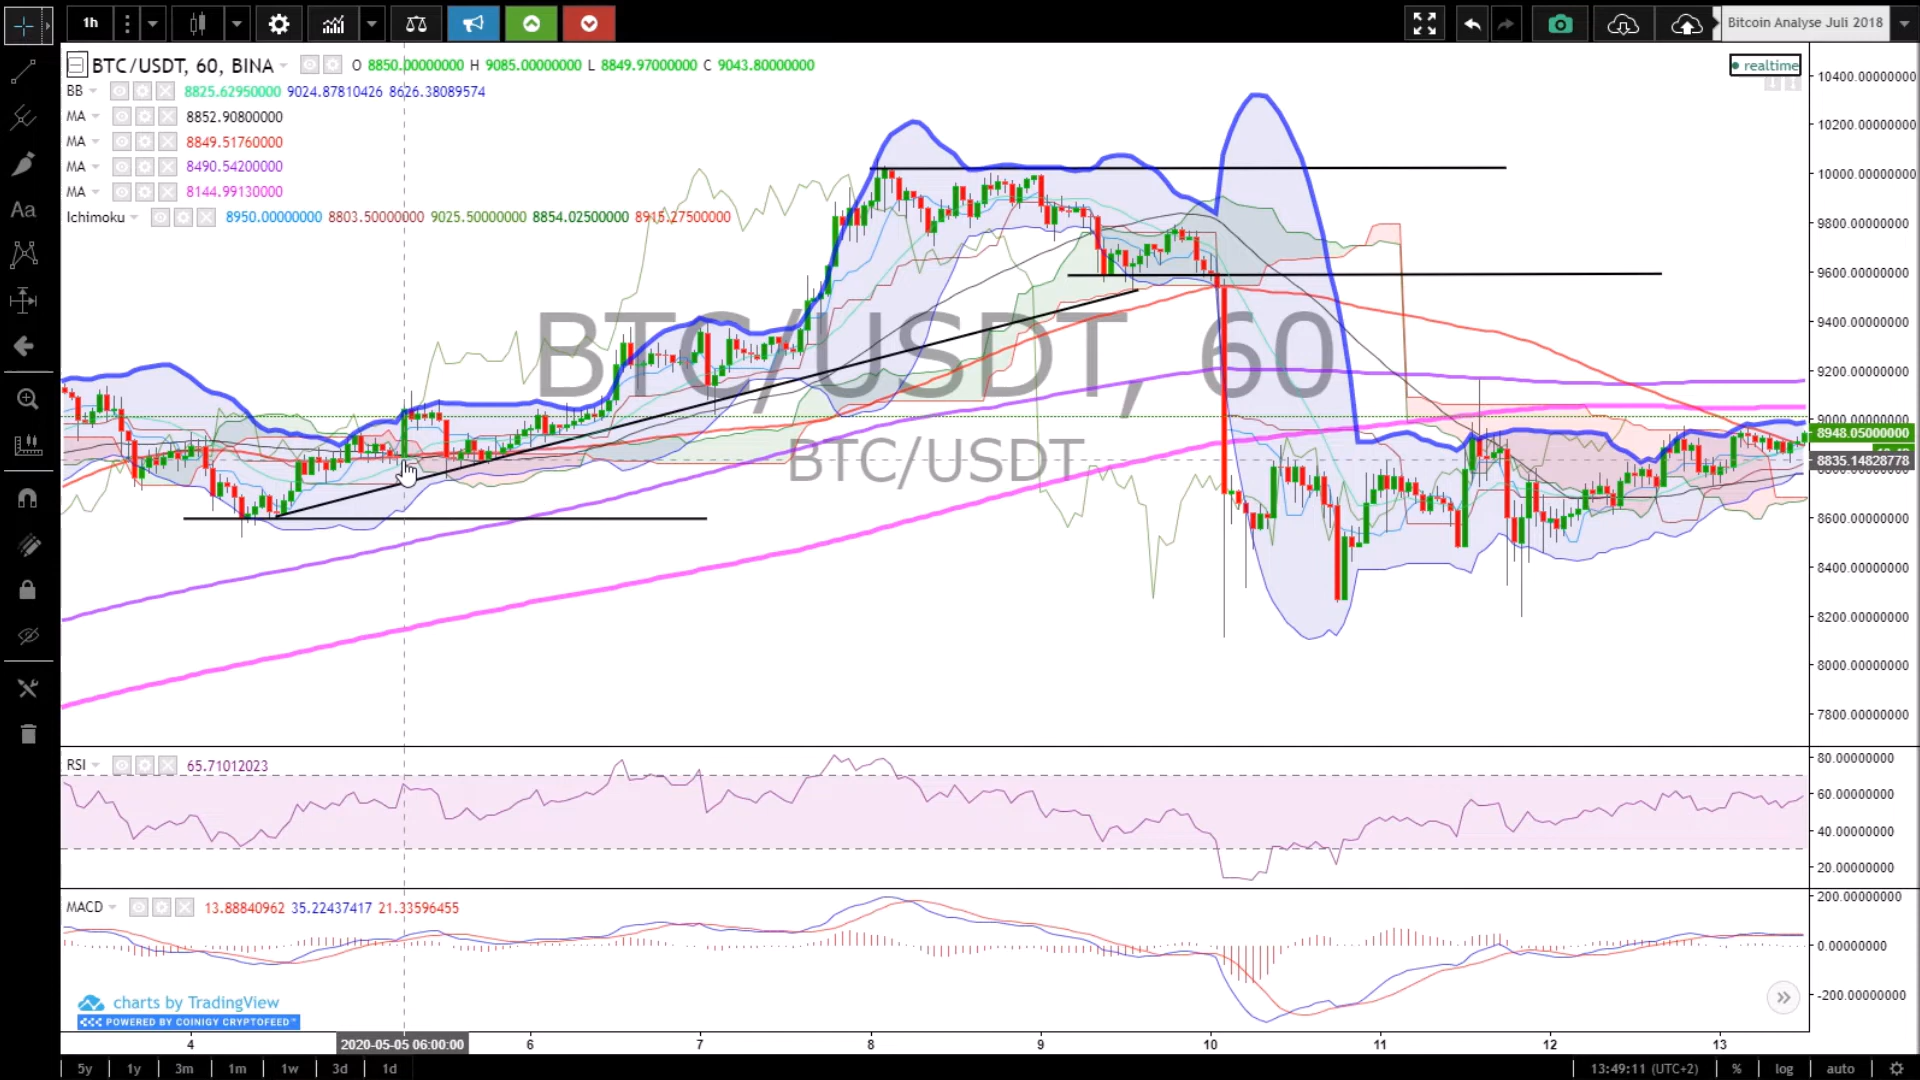 1h
Bitcoin Analyse Juli 2018
BTC/USDT, 60, BINA O 8850.00000000 H 9085.00000000 L 8849.97000000 C 9043.80000000
realtime
BB 8825.62950000 9024.87810426 8626.38089574
MA 8852.90800000
MA 8849.51760000
MA 8490.54200000
MA 8144.99130000
Ichimoku 8950.00000000 8803.50000000 9025.50000000 8854.02500000 8915.27500000
Aa
BTC/USDT, 60
BTC/USDT
10400.00000000
10200.00000000
10000.00000000
9800.00000000
9600.00000000
9400.00000000
9200.00000000
9000.00000000
8948.05000000
8835.14828778
8600.00000000
8400.00000000
8200.00000000
8000.00000000
7800.00000000
RSI 65.71012023
80.00000000
60.00000000
40.00000000
20.00000000
MACD 13.88840962 35.22437417 21.33596455
200.00000000
0.00000000
-200.00000000
charts by TradingView
POWERED BY COINIGY CRYPTOFEED™
4 2020-05-05 06:00:00 6 7 8 9 10 11 12 13
5y 1y 3m 1m 1w 3d 1d 13:49:11 (UTC+2) % log auto